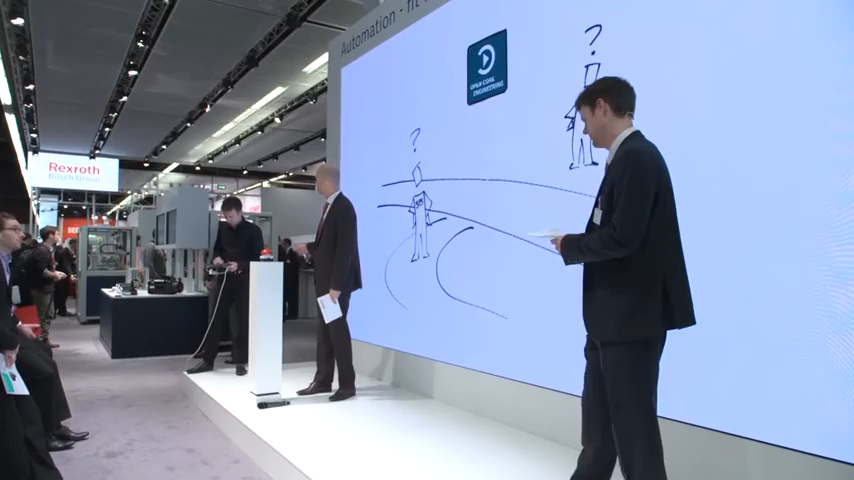 Automation - fit
OPEN CORE
ENGINEERING
?
?
Rexroth
Bosch Group